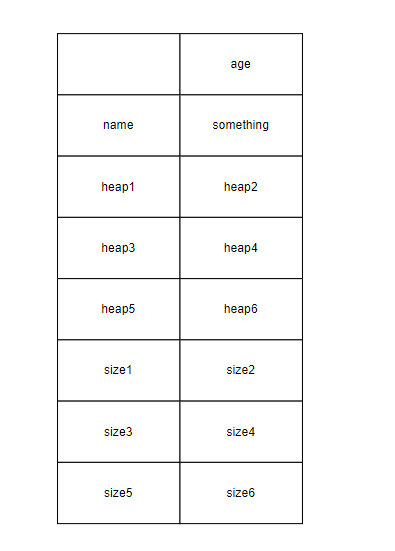 age
name something
heap1 heap2
heap3 heap4
heap5 heap6
size1 size2
size3 size4
size5 size6